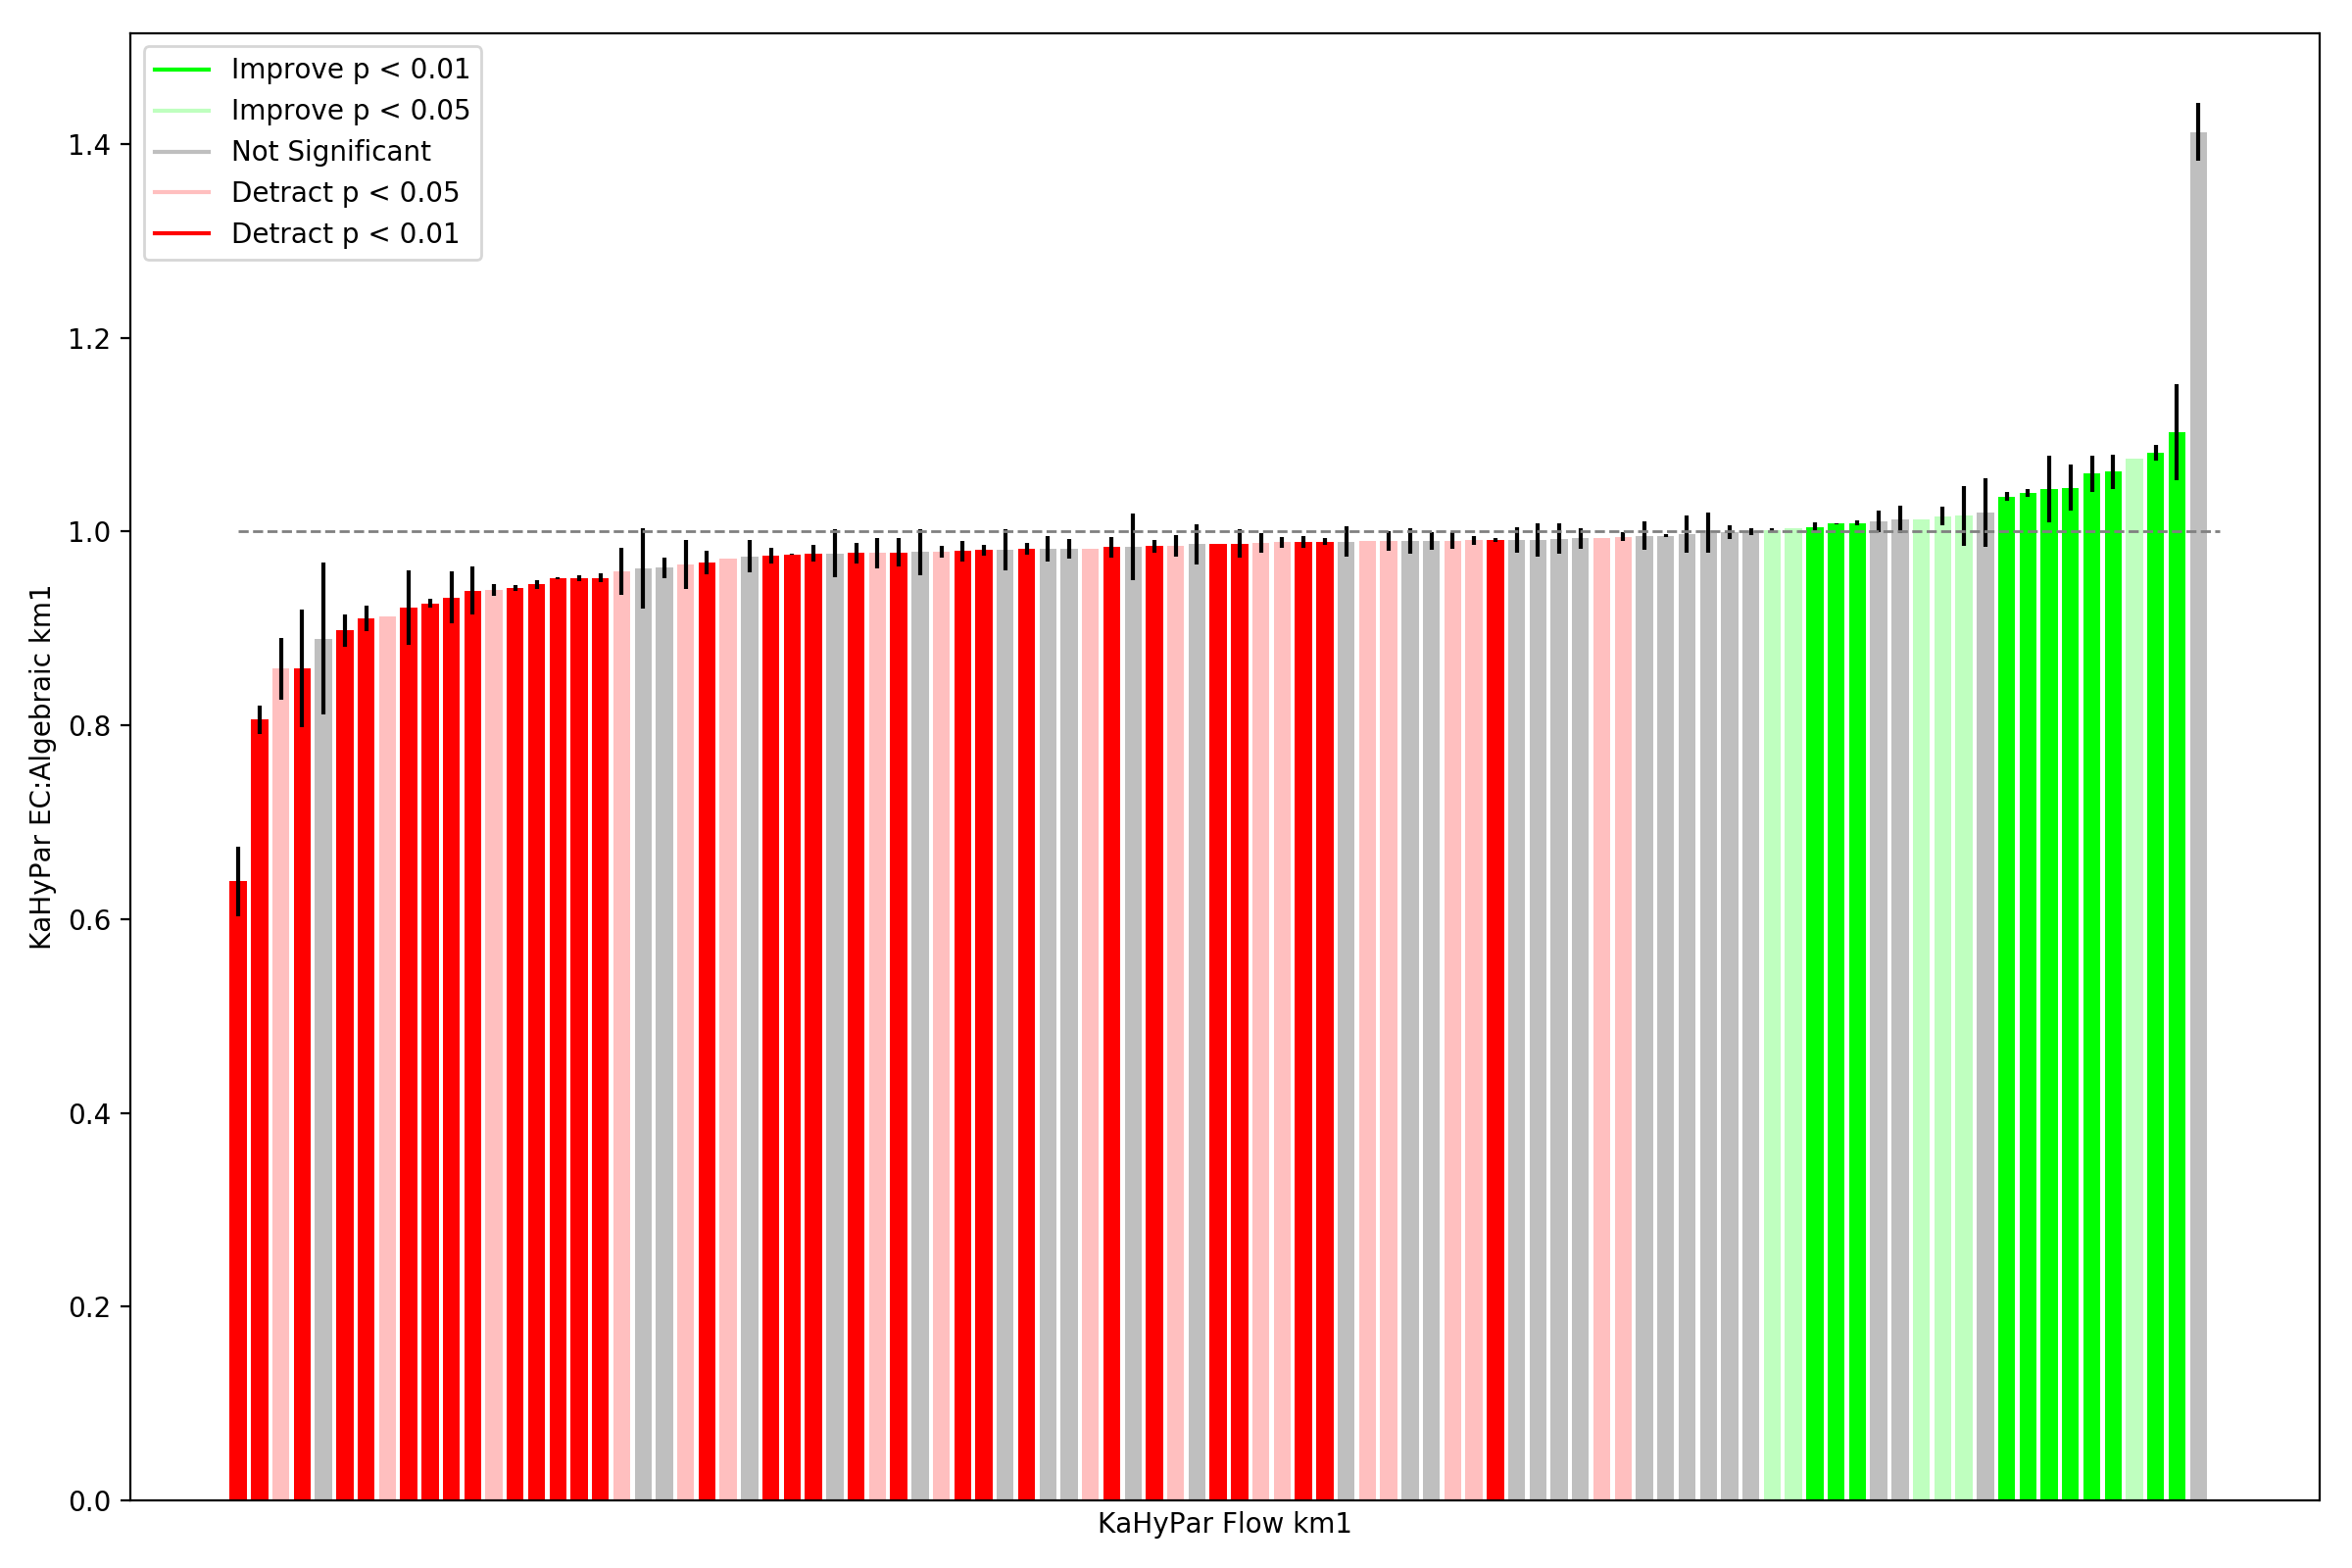 Improve p < 0.01
Improve p < 0.05
Not Significant
Detract p < 0.05
Detract p < 0.01
1.4
1.2
1.0
0.8
0.6
0.4
0.2
0.0
KaHyPar EC:Algebraic km1
KaHyPar Flow km1